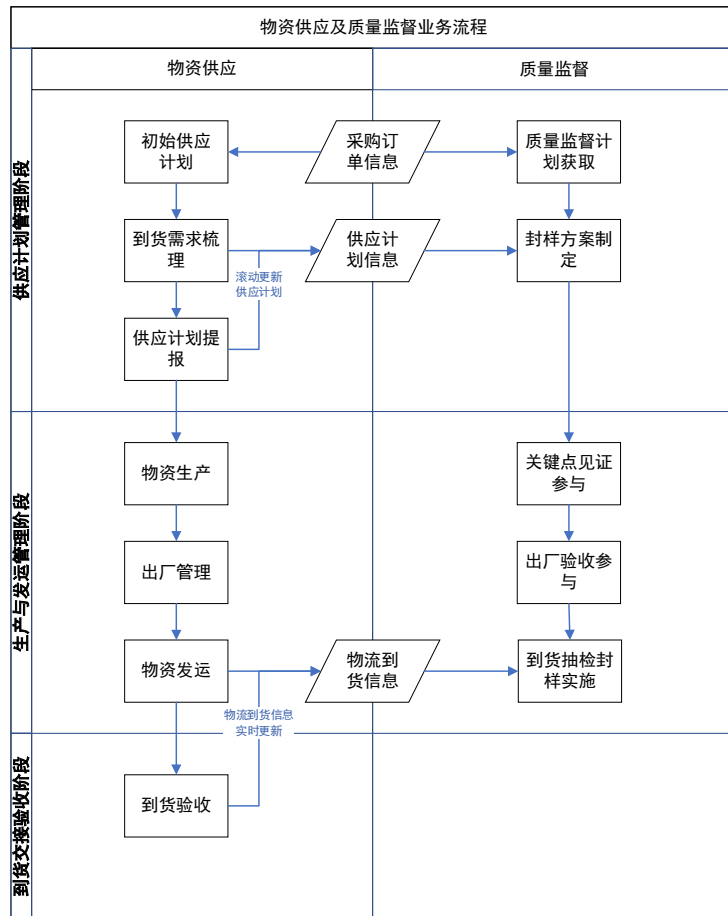 物资供应及质量监督业务流程
物资供应
质量监督
供应计划管理阶段
初始供应
计划
采购订
单信息
质量监督计
划获取
到货需求梳
理
供应计
划信息
封样方案制
定
滚动更新
供应计划
供应计划提
报
生产与发运管理阶段
物资生产
关键点见证
参与
出厂管理
出厂验收参
与
物资发运
物流到
货信息
到货抽检封
样实施
物流到货信息
实时更新
到货交接验收阶段
到货验收